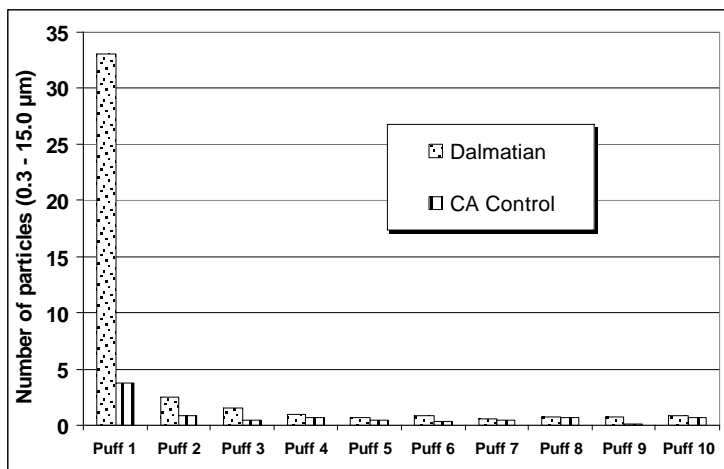 Number of particles (0.3 - 15.0 µm)
35
30
25
20
15
10
5
0
Dalmatian
CA Control
Puff 1 Puff 2 Puff 3 Puff 4 Puff 5 Puff 6 Puff 7 Puff 8 Puff 9 Puff 10